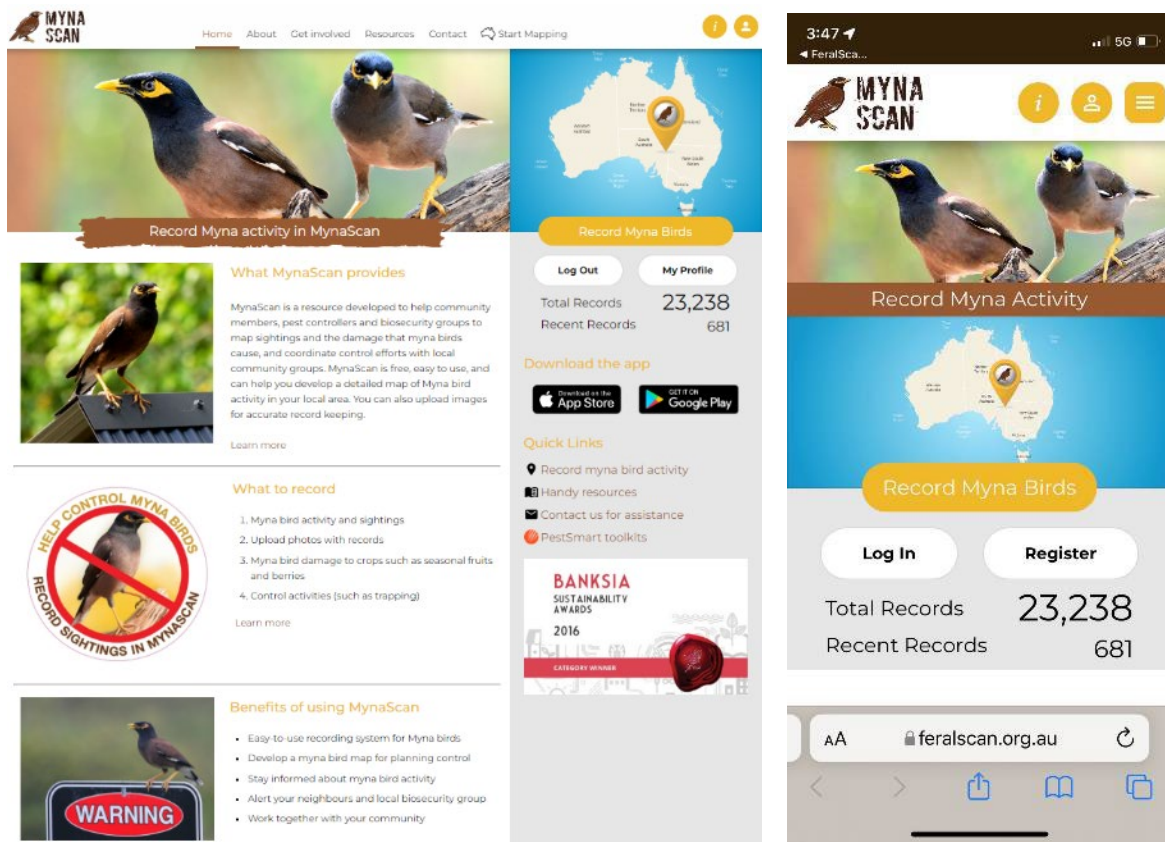 MYNA
SCAN
Home About Get involved Resources Contact Start Mapping
i
Record Myna activity in MynaScan
Record Myna Birds
Log Out My Profile
Total Records 23,238
Recent Records 681
What MynaScan provides
MynaScan is a resource developed to help community
members, pest controllers and biosecurity groups to
map sightings and the damage that myna birds
cause, and coordinate control efforts with local
community groups. MynaScan is free, easy to use, and
can help you develop a detailed map of Myna bird
activity in your local area. You can also upload images
for accurate record keeping.
Learn more
HELP CONTROL MYNA BIRDS
RECORD SIGHTINGS IN MYNASCAN
What to record
1. Myna bird activity and sightings
2. Upload photos with records
3. Myna bird damage to crops such as seasonal fruits
and berries
4. Control activities (such as trapping)
Learn more
WARNING
Benefits of using MynaScan
• Easy-to-use recording system for Myna birds
• Develop a myna bird map for planning control
• Stay informed about myna bird activity
• Alert your neighbours and local biosecurity group
• Work together with your community
Download the app
Download on the
App Store
GET IT ON
Google Play
Quick Links
Record myna bird activity
Handy resources
Contact us for assistance
PestSmart toolkits
BANKSIA
SUSTAINABILITY
AWARDS
2016
CATEGORY WINNER
3:47
5G
◄ FeralSca...
MYNA
SCAN
i
Record Myna Activity
Record Myna Birds
Log In Register
Total Records 23,238
Recent Records 681
AA feralscan.org.au